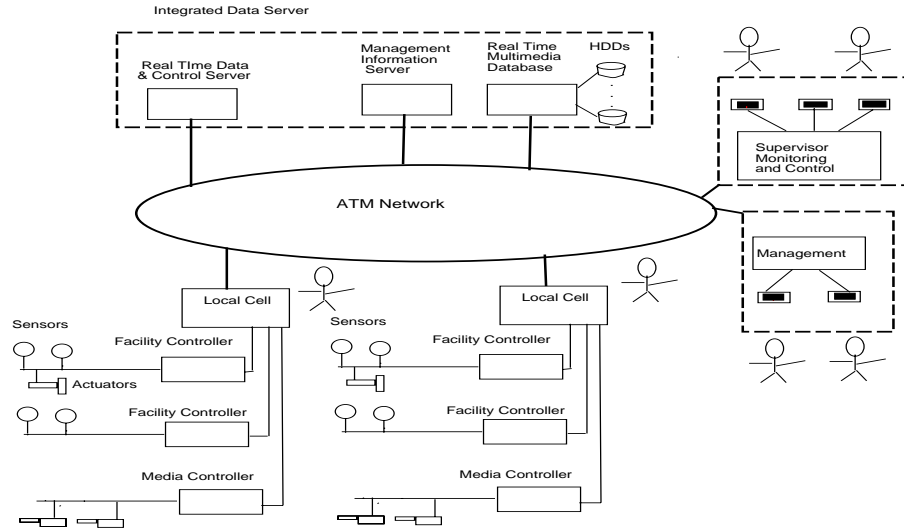 Integrated Data Server
Real TIme Data
& Control Server
Management
Information
Server
Real Time
Multimedia
Database
HDDs
Supervisor
Monitoring
and Control
ATM Network
Management
Local Cell
Local Cell
Sensors
Facility Controller
Actuators
Facility Controller
Media Controller
Sensors
Facility Controller
Facility Controller
Media Controller